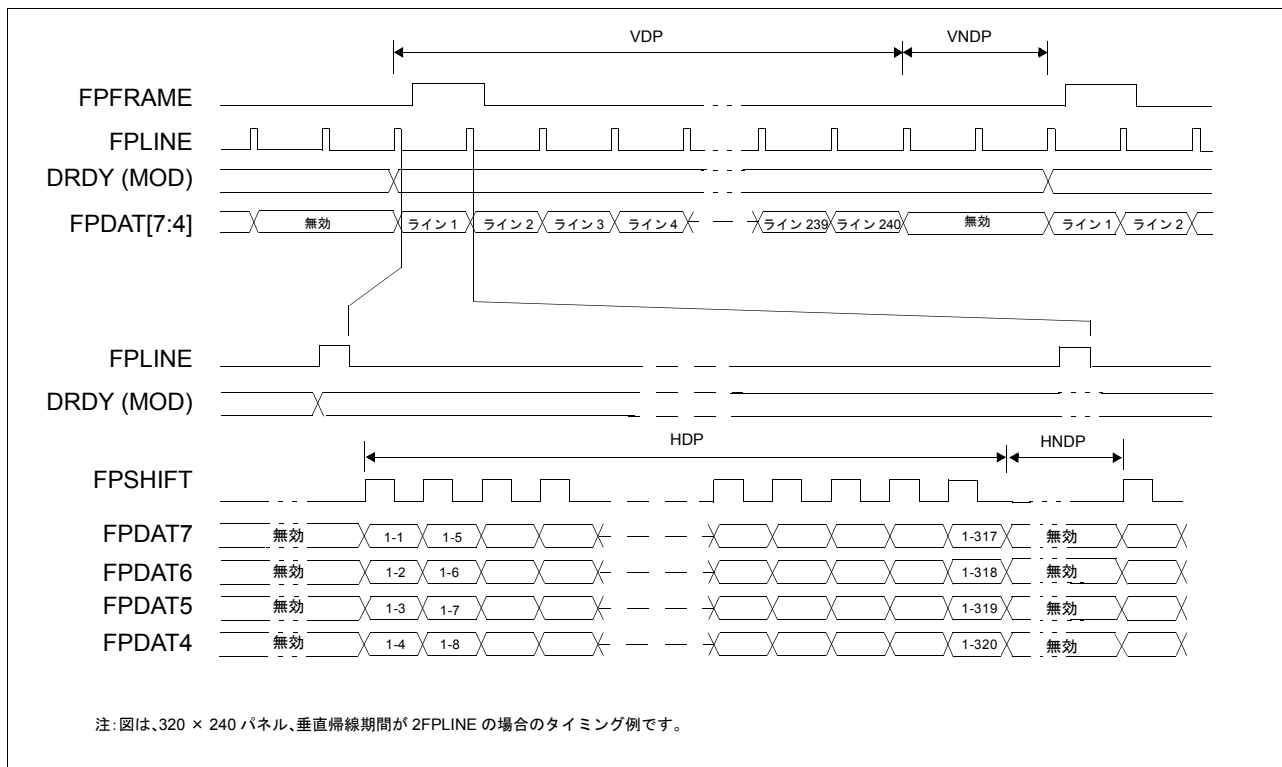 VDP VNDP
FPFRAME
FPLINE
DRDY (MOD)
FPDAT[7:4] 無効 ライン 1 ライン 2 ライン 3 ライン 4 ライン 239 ライン 240 無効 ライン 1 ライン 2
FPLINE
DRDY (MOD)
HDP HNDP
FPSHIFT
FPDAT7 無効 1-1 1-5 1-317 無効
FPDAT6 無効 1-2 1-6 1-318 無効
FPDAT5 無効 1-3 1-7 1-319 無効
FPDAT4 無効 1-4 1-8 1-320 無効
注:図は、320 × 240 パネル、垂直帰線期間が 2FPLINE の場合のタイミング例です。